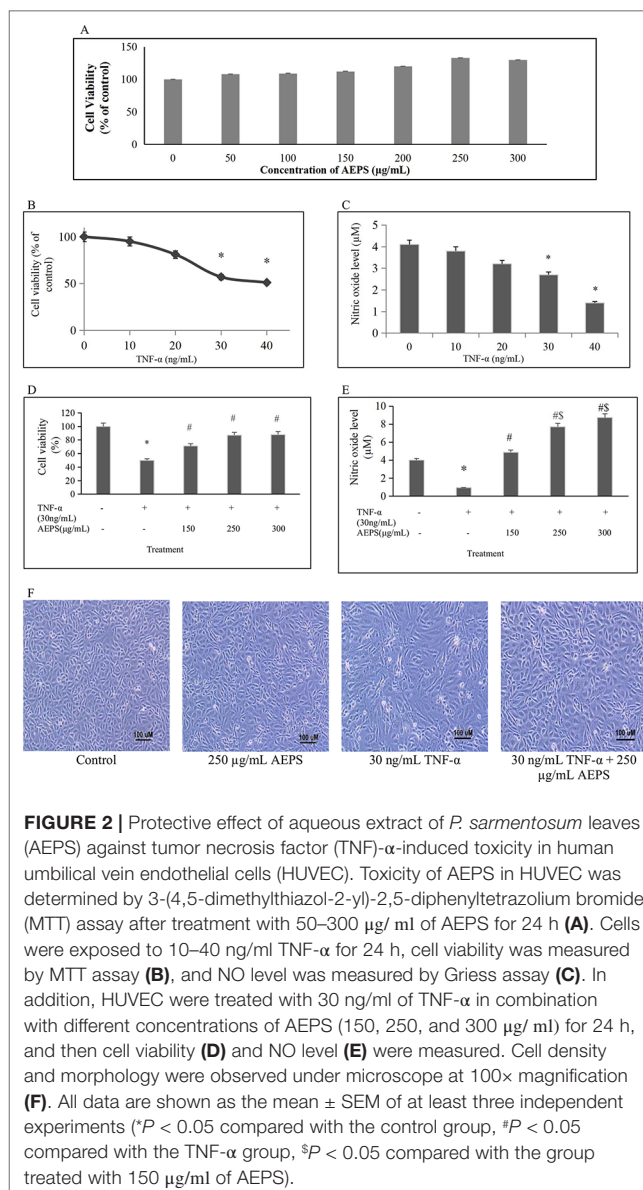 A
Cell Viability
(% of control)
150
100
50
0
0 50 100 150 200 250 300
Concentration of AEPS (µg/mL)
B
Cell viability (% of
control)
100
50
0
* *
0 10 20 30 40
TNF-α (ng/mL)
C
Nitric oxide level (µM)
5
4
3
2
1
0
* *
0 10 20 30 40
TNF-α (ng/mL)
D
Cell viability
(%)
120
100
80
60
40
20
0
* # # #
TNF-α - + + + +
(30ng/mL)
AEPS(µg/mL) - - 150 250 300
Treatment
E
Nitric oxide level
(µM)
10
8
6
4
2
0
* # #$ #$
TNF-α - + + + +
(30ng/mL)
AEPS(µg/mL) - - 150 250 300
Treatment
F
100 uM 100 uM 100 uM 100 uM
Control 250 µg/mL AEPS 30 ng/mL TNF-α 30 ng/mL TNF-α + 250
µg/mL AEPS
FIGURE 2 | Protective effect of aqueous extract of P. sarmentosum leaves
(AEPS) against tumor necrosis factor (TNF)-α-induced toxicity in human
umbilical vein endothelial cells (HUVEC). Toxicity of AEPS in HUVEC was
determined by 3-(4,5-dimethylthiazol-2-yl)-2,5-diphenyltetrazolium bromide
(MTT) assay after treatment with 50–300 µg/ ml of AEPS for 24 h (A). Cells
were exposed to 10–40 ng/ml TNF-α for 24 h, cell viability was measured
by MTT assay (B), and NO level was measured by Griess assay (C). In
addition, HUVEC were treated with 30 ng/ml of TNF-α in combination
with different concentrations of AEPS (150, 250, and 300 µg/ ml) for 24 h,
and then cell viability (D) and NO level (E) were measured. Cell density
and morphology were observed under microscope at 100× magnification
(F). All data are shown as the mean ± SEM of at least three independent
experiments (*P < 0.05 compared with the control group, #P < 0.05
compared with the TNF-α group, $P < 0.05 compared with the group
treated with 150 µg/ml of AEPS).